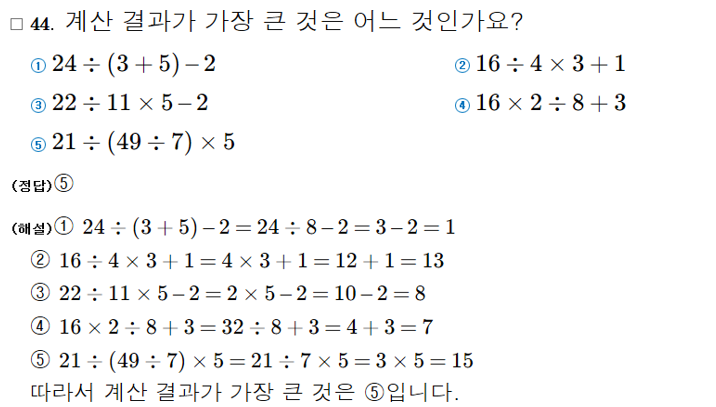 □ 44. 계산 결과가 가장 큰 것은 어느 것인가요?
① 24 ÷ (3 + 5) − 2 ② 16 ÷ 4 × 3 + 1
③ 22 ÷ 11 × 5 − 2 ④ 16 × 2 ÷ 8 + 3
⑤ 21 ÷ (49 ÷ 7) × 5
(정답)⑤
(해설)① 24 ÷ (3 + 5) − 2 = 24 ÷ 8 − 2 = 3 − 2 = 1
② 16 ÷ 4 × 3 + 1 = 4 × 3 + 1 = 12 + 1 = 13
③ 22 ÷ 11 × 5 − 2 = 2 × 5 − 2 = 10 − 2 = 8
④ 16 × 2 ÷ 8 + 3 = 32 ÷ 8 + 3 = 4 + 3 = 7
⑤ 21 ÷ (49 ÷ 7) × 5 = 21 ÷ 7 × 5 = 3 × 5 = 15
따라서 계산 결과가 가장 큰 것은 ⑤입니다.